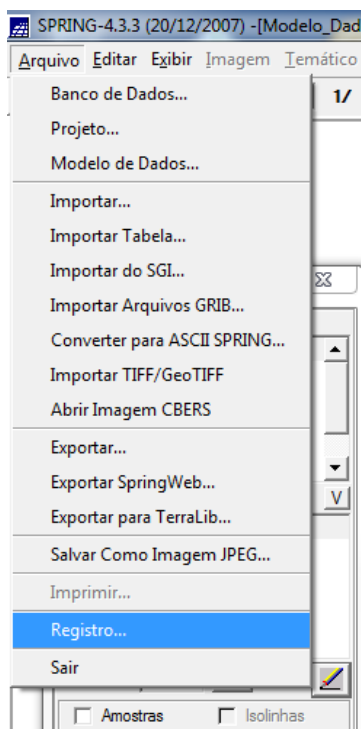 SPRING-4.3.3 (20/12/2007) -[Modelo_Dad
Arquivo Editar Exibir Imagem Temático
Banco de Dados...
1/
Projeto...
Modelo de Dados...
Importar...
Importar Tabela...
Importar do SGI...
Importar Arquivos GRIB...
Converter para ASCII SPRING...
Importar TIFF/GeoTIFF
Abrir Imagem CBERS
Exportar...
Exportar SpringWeb...
V
Exportar para TerraLib...
Salvar Como Imagem JPEG...
Imprimir...
Registro...
Sair
Amostras Isolinhas